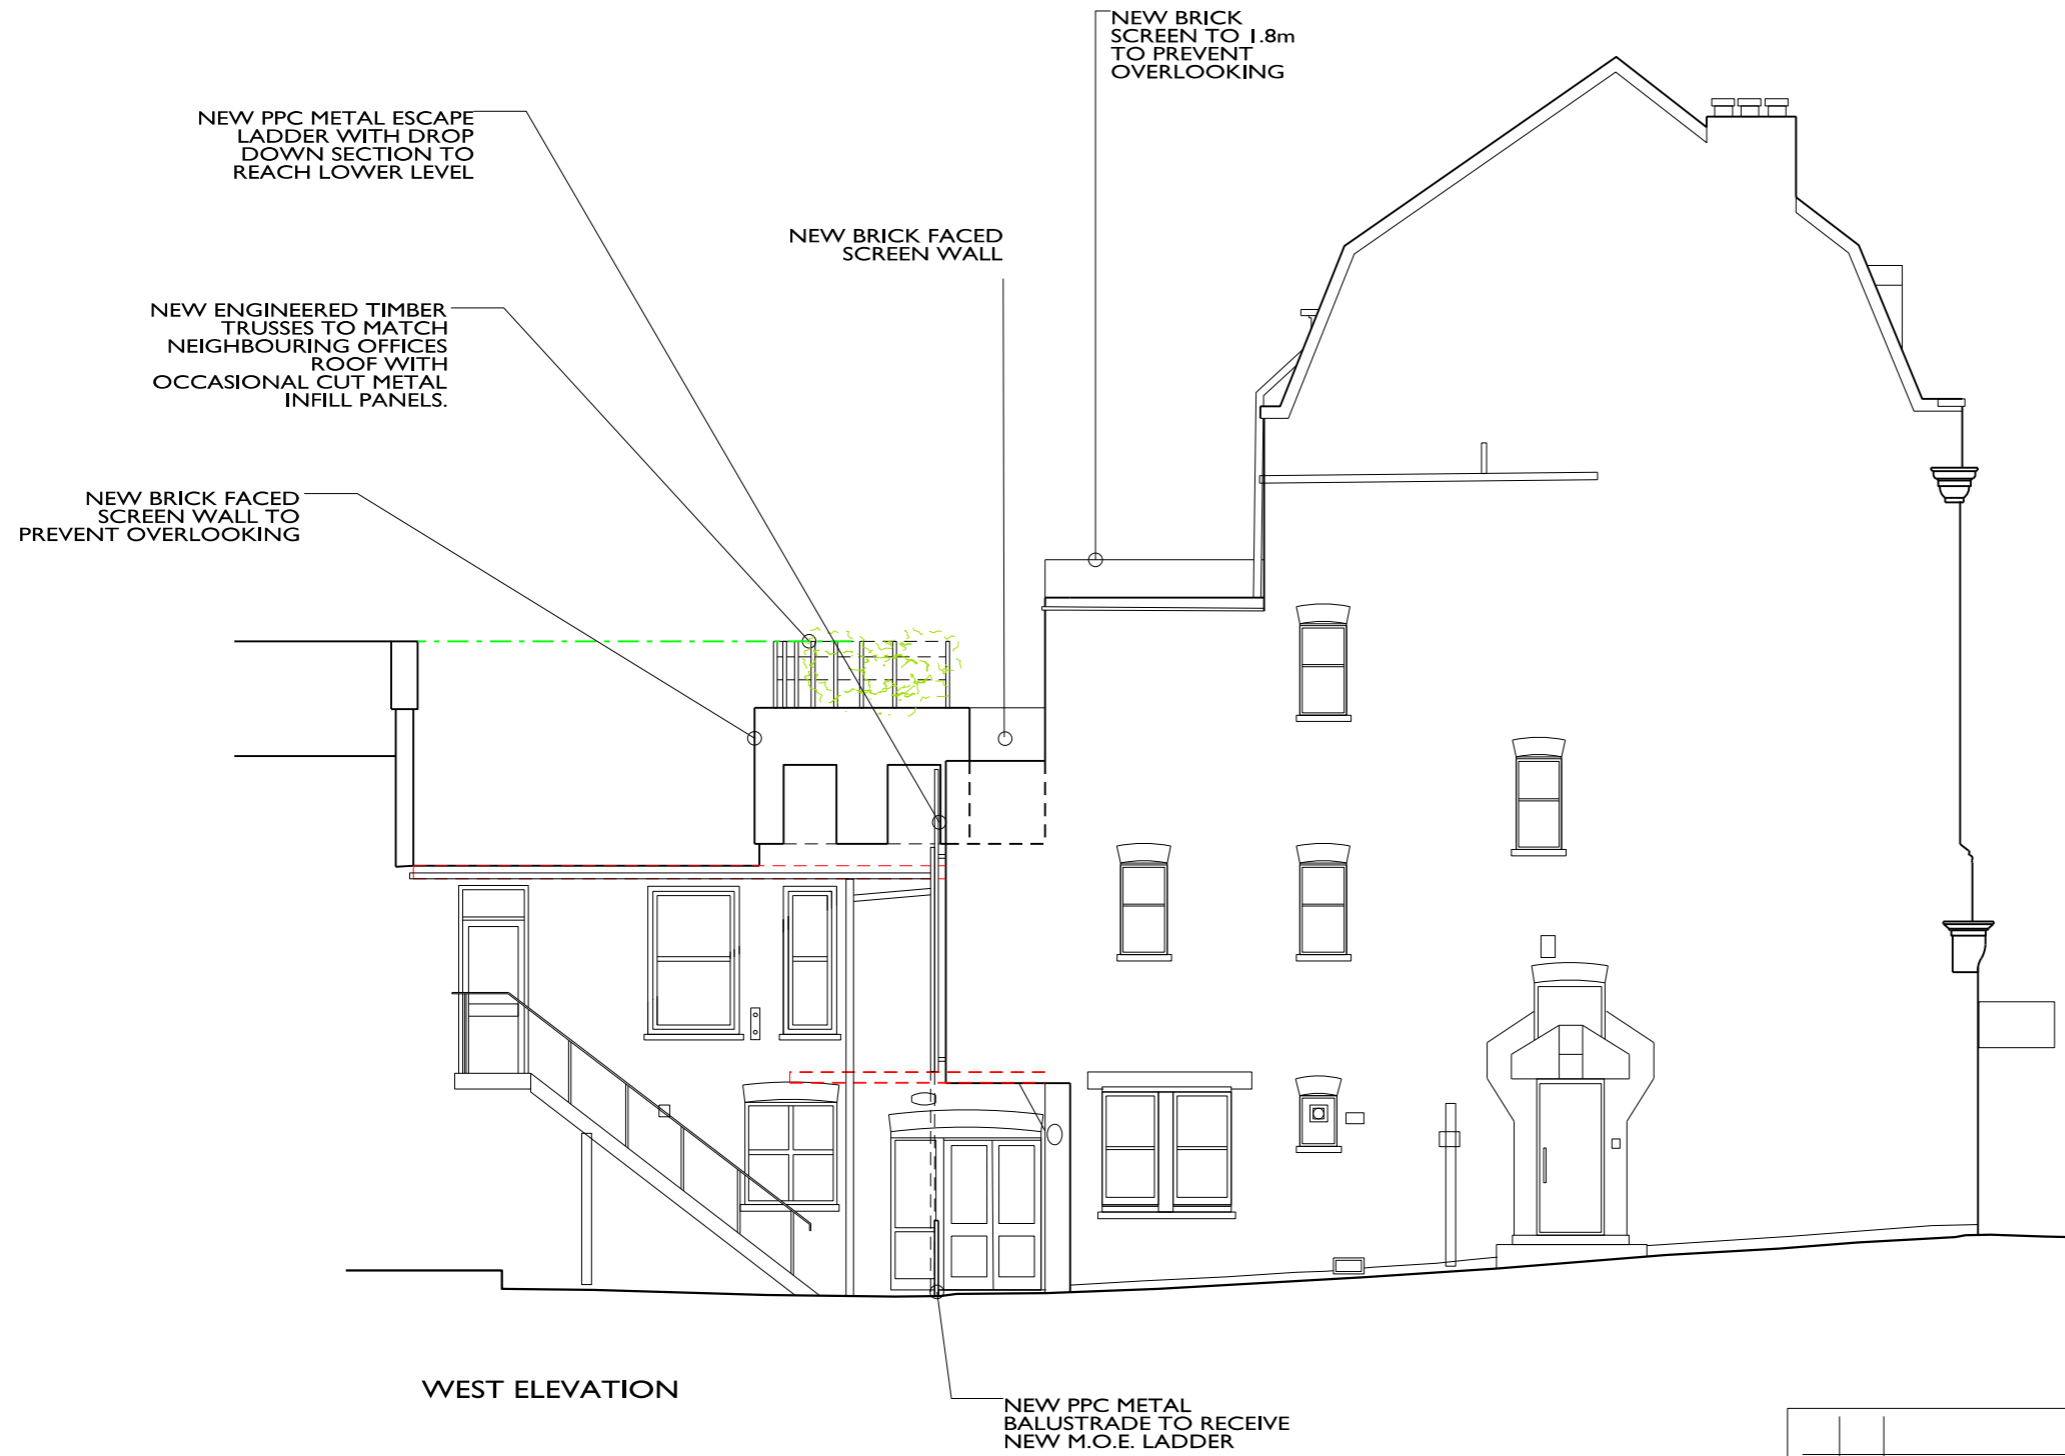 NEW BRICK
SCREEN TO 1.8m
TO PREVENT
OVERLOOKING
NEW PPC METAL ESCAPE
LADDER WITH DROP
DOWN SECTION TO
REACH LOWER LEVEL
NEW BRICK FACED
SCREEN WALL
NEW ENGINEERED TIMBER
TRUSSES TO MATCH
NEIGHBOURING OFFICES
ROOF WITH
OCCASIONAL CUT METAL
INFILL PANELS.
NEW BRICK FACED
SCREEN WALL TO
PREVENT OVERLOOKING
WEST ELEVATION
NEW PPC METAL
BALUSTRADE TO RECEIVE
NEW M.O.E. LADDER